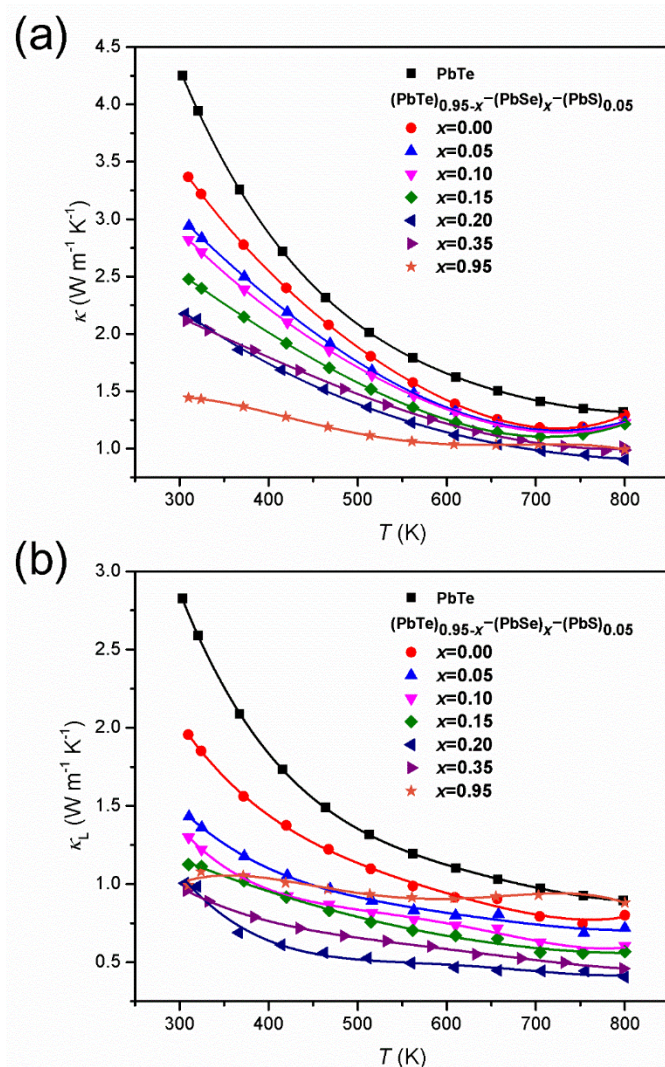 (a)
4.5
4.0
3.5
3.0
2.5
2.0
1.5
1.0
κ (W m⁻¹ K⁻¹)
PbTe
(PbTe)₀.₉₅₋ₓ–(PbSe)ₓ–(PbS)₀.₀₅
x=0.00
x=0.05
x=0.10
x=0.15
x=0.20
x=0.35
x=0.95
300 400 500 600 700 800
T (K)
(b)
3.0
2.5
2.0
1.5
1.0
0.5
κL (W m⁻¹ K⁻¹)
PbTe
(PbTe)₀.₉₅₋ₓ–(PbSe)ₓ–(PbS)₀.₀₅
x=0.00
x=0.05
x=0.10
x=0.15
x=0.20
x=0.35
x=0.95
300 400 500 600 700 800
T (K)